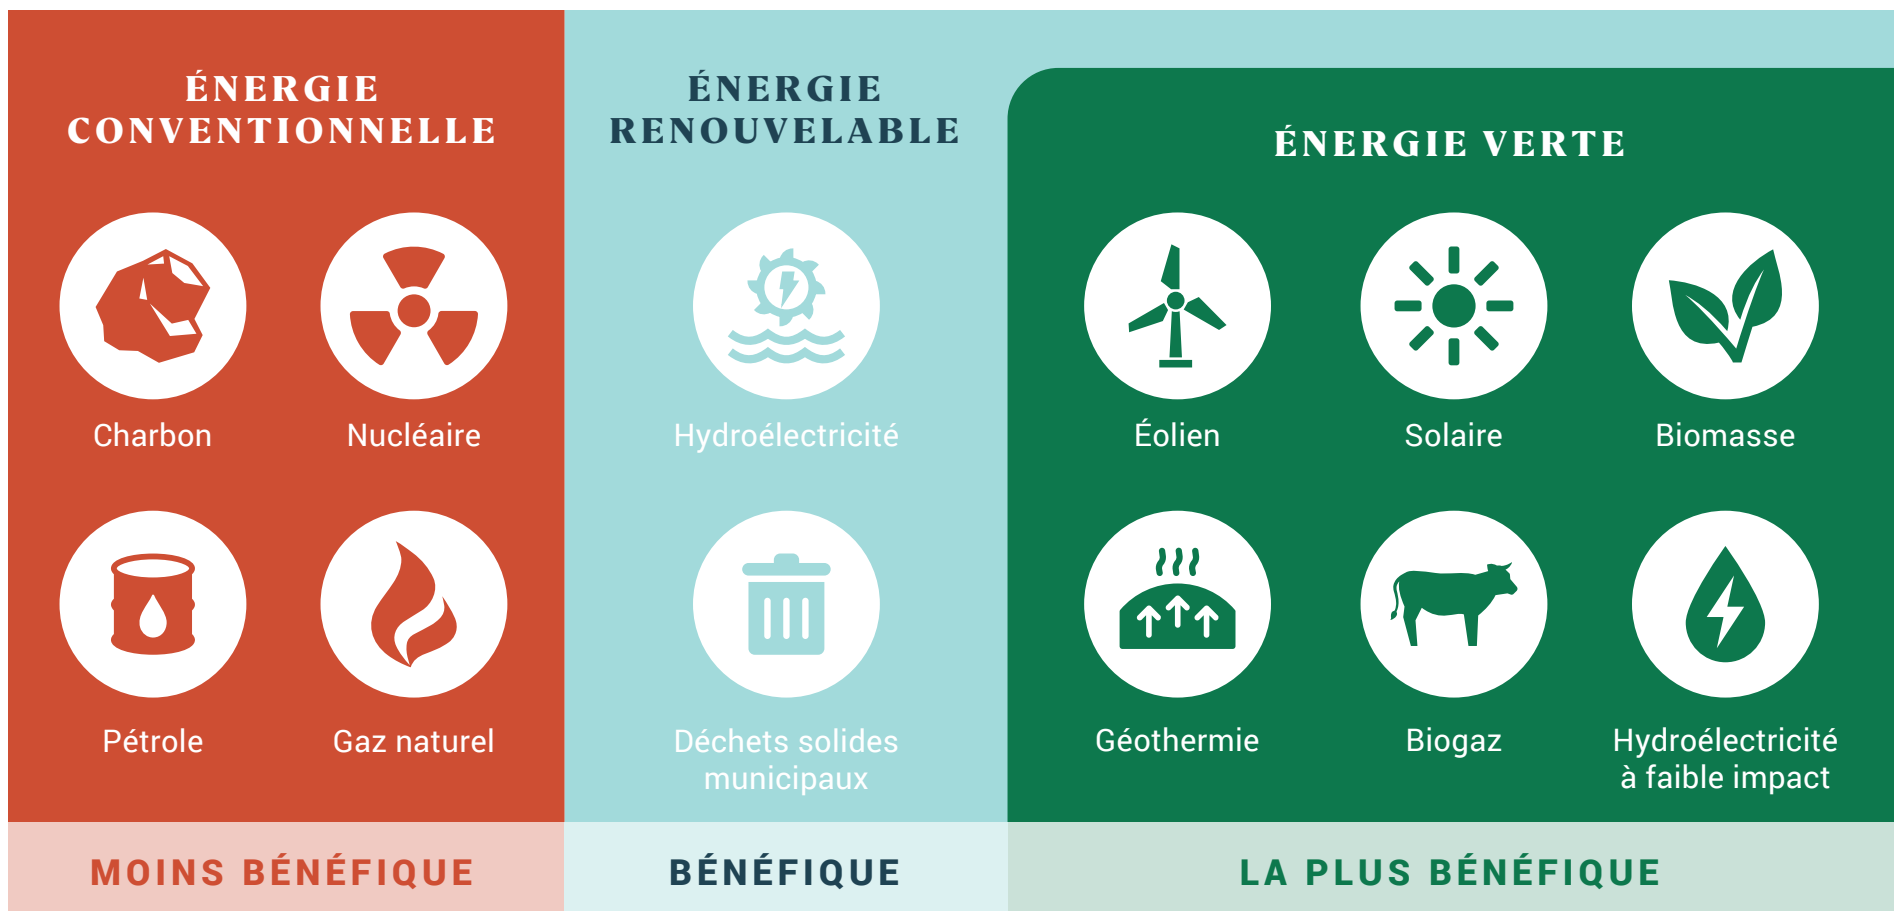 ÉNERGIE
CONVENTIONNELLE
Charbon
Nucléaire
Pétrole
Gaz naturel
MOINS BÉNÉFIQUE
ÉNERGIE
RENOUVELABLE
Hydroélectricité
Déchets solides
municipaux
BÉNÉFIQUE
ÉNERGIE VERTE
Éolien
Solaire
Biomasse
Géothermie
Biogaz
Hydroélectricité
à faible impact
LA PLUS BÉNÉFIQUE